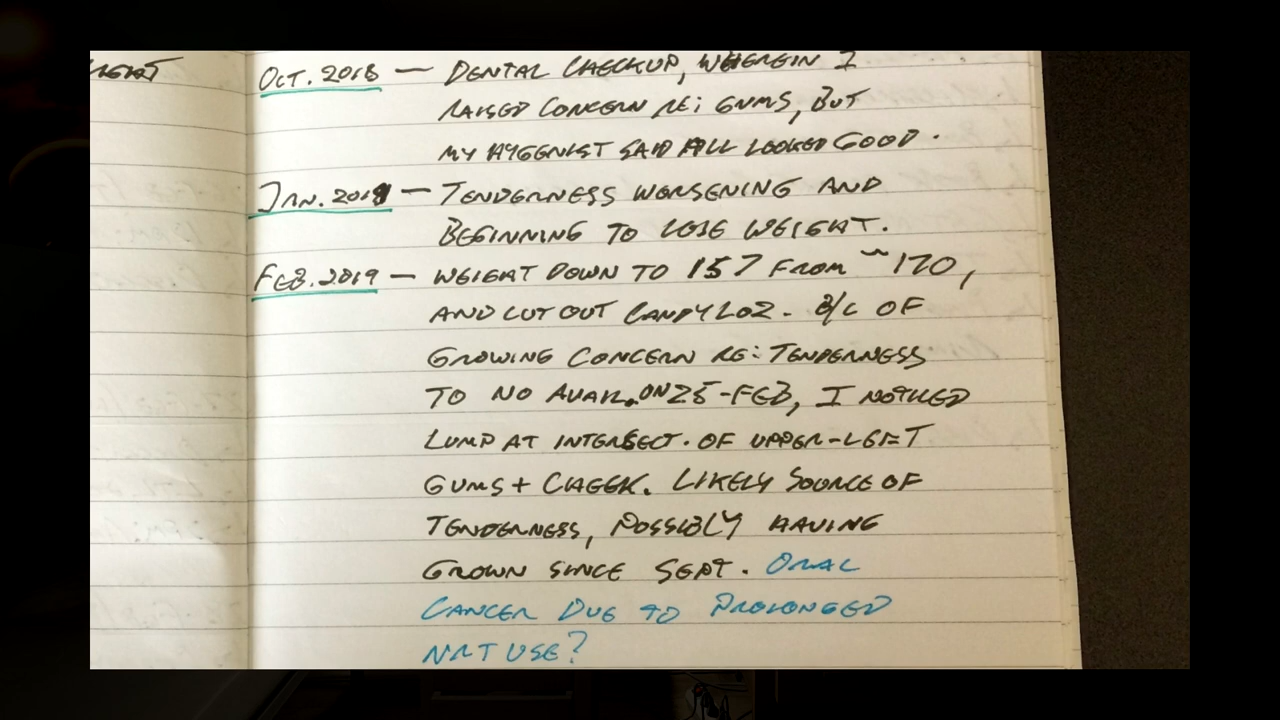 OCT. 2018 — DENTAL CHECKUP, WHEREIN I
RAISED CONCERN RE: GUMS, BUT
MY HYGENIST SAID ALL LOOKED GOOD.
JAN. 2019 — TENDERNESS WORSENING AND
BEGINNING TO LOSE WEIGHT.
FEB. 2019 — WEIGHT DOWN TO 157 FROM ~170,
AND CUT OUT CANDY LOZ. B/C OF
GROWING CONCERN RE: TENDERNESS
TO NO AVAIL. ON 25-FEB, I NOTICED
LUMP AT INTERSECT. OF UPPER-LEFT
GUMS + CHEEK. LIKELY SOURCE OF
TENDERNESS, POSSIBLY HAVING
GROWN SINCE SEPT. ORAL
CANCER DUE TO PROLONGED
NRT USE?